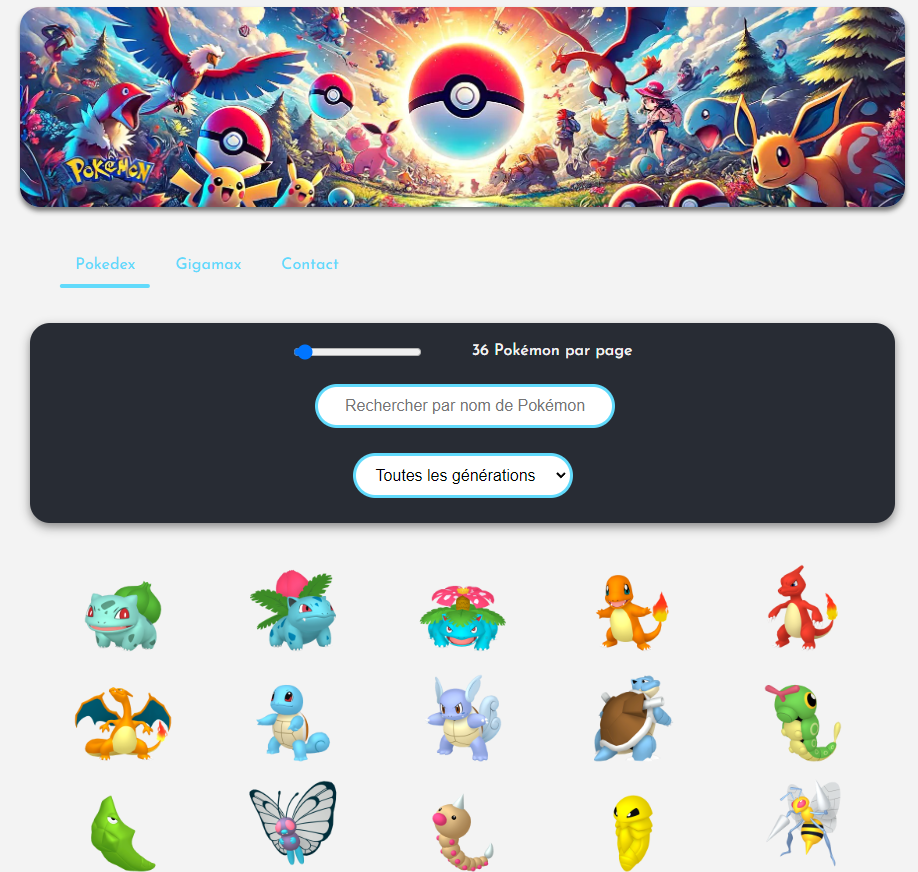 POKÉMON
Pokedex Gigamax Contact
36 Pokémon par page
Rechercher par nom de Pokémon
Toutes les générations